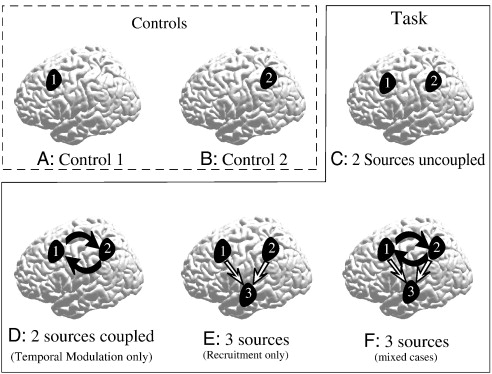 Controls
Task
1
2
1
2
A: Control 1
B: Control 2
C: 2 Sources uncoupled
1
2
1
2
3
1
2
3
D: 2 sources coupled
(Temporal Modulation only)
E: 3 sources
(Recruitment only)
F: 3 sources
(mixed cases)